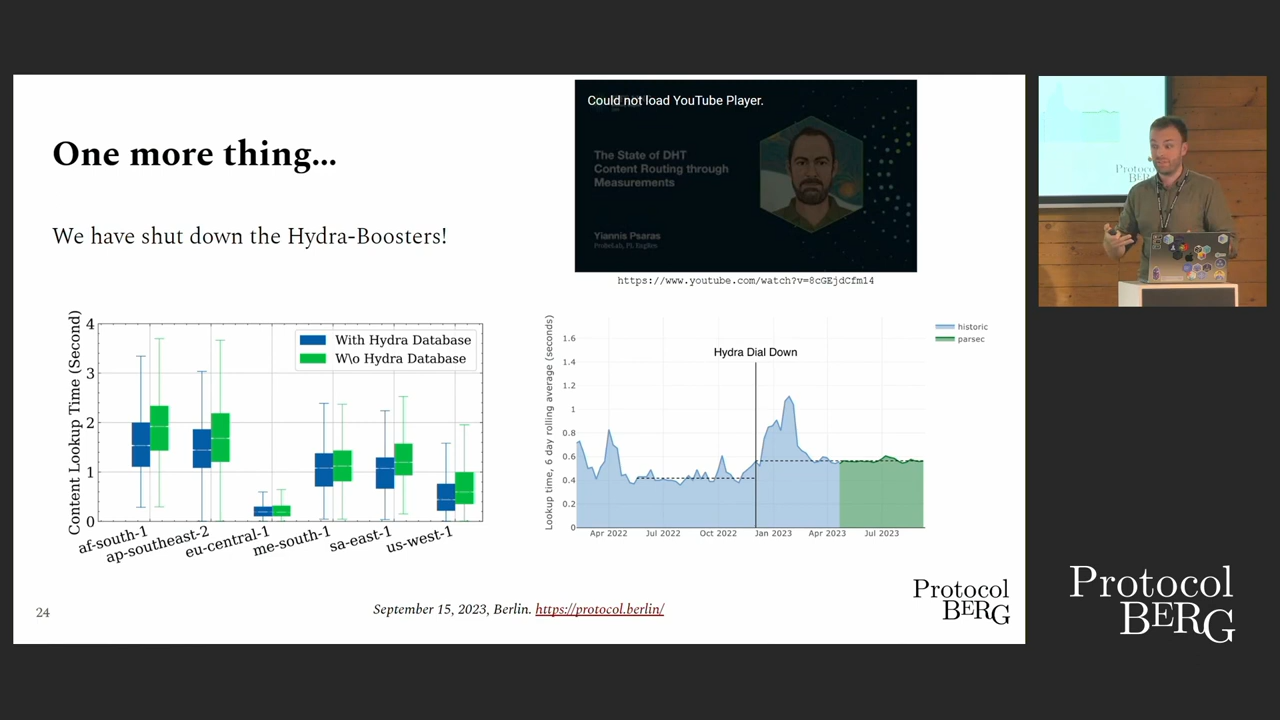 One more thing...
We have shut down the Hydra-Boosters!
Could not load YouTube Player.
The State of DHT
Content Routing through
Measurements
Yiannis Psaras
ProbeLab, PL EngRes
https://www.youtube.com/watch?v=8cGEjdCfm14
Content Lookup Time (Second)
4
3
2
1
0
With Hydra Database
W\o Hydra Database
af-south-1
ap-southeast-2
eu-central-1
me-south-1
sa-east-1
us-west-1
Lookup time, 6 day rolling average (seconds)
1.6
1.4
1.2
1
0.8
0.6
0.4
0.2
0
Hydra Dial Down
historic
parsec
Apr 2022
Jul 2022
Oct 2022
Jan 2023
Apr 2023
Jul 2023
24
September 15, 2023, Berlin. https://protocol.berlin/
Protocol
BERG
Protocol
BERG
Protocol
BERG